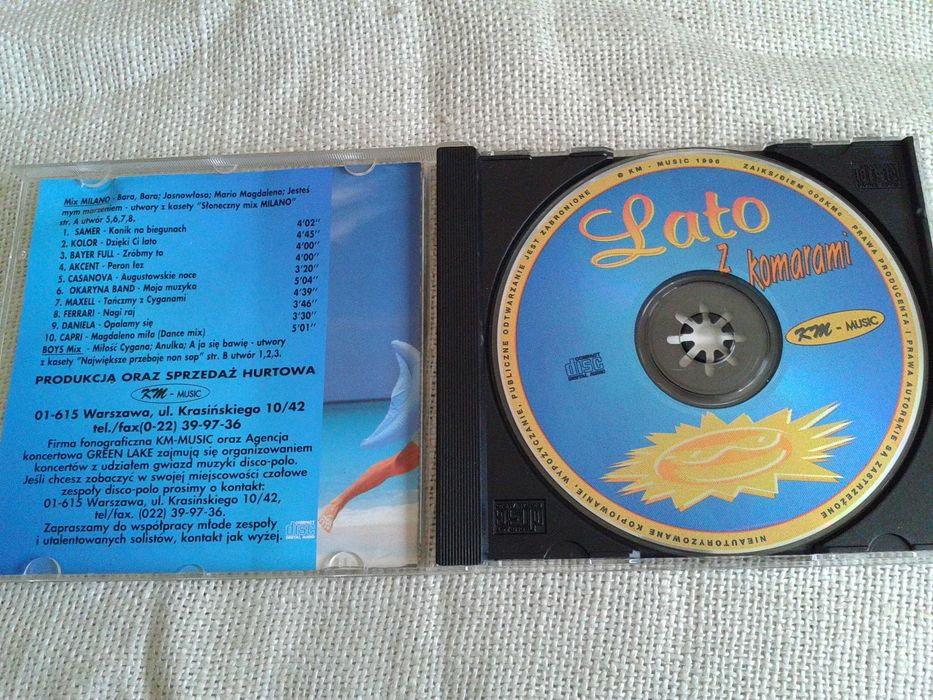 Mix MILANO - Bara, Bara; Jasnowłosa; Mario Magdaleno; Jesteś
mym marzeniem - utwory z kasety "Słoneczny mix MILANO"
str. A utwór 5,6,7,8.
1. SAMER - Konik na biegunach 4'02''
2. KOLOR - Dzięki Ci lato 4'45''
3. BAYER FULL - Zróbmy to 4'00''
4. AKCENT - Peron łez 4'00''
5. CASANOVA - Augustowskie noce 3'20''
6. OKARYNA BAND - Moja muzyka 5'04''
7. MAXELL - Tańczmy z Cyganami 4'39''
8. FERRARI - Nagi raj 3'46''
9. DANIELA - Opalamy się 3'30''
10. CAPRI - Magdaleno miła (Dance mix) 5'01''
BOYS Mix - Miłość Cygana; Anulka; A ja się bawię - utwory
z kasety "Największe przeboje non sop" str. B utwór 1,2,3.
PRODUKCJĄ ORAZ SPRZEDAŻ HURTOWA
KM - MUSIC
01-615 Warszawa, ul. Krasińskiego 10/42
tel./fax(0-22) 39-97-36
Firma fonograficzna KM-MUSIC oraz Agencja
koncertowa GREEN LAKE zajmują się organizowaniem
koncertów z udziałem gwiazd muzyki disco-polo.
Jeśli chcesz zobaczyć w swojej miejscowości czołowe
zespoły disco-polo prosimy o kontakt:
01-615 Warszawa, ul. Krasińskiego 10/42,
tel/fax. (022) 39-97-36.
Zapraszamy do współpracy młode zespoły
i utalentowanych solistów, kontakt jak wyżej.
disc
DIGITAL AUDIO
© KM - MUSIC 1996 ZAIKS/BIEM 008KMc PRAWA PRODUCENTA I PRAWA AUTORSKIE SĄ ZASTRZEŻONE
NIEAUTORYZOWANE KOPIOWANIE, WYPOŻYCZANIE, PUBLICZNE ODTWARZANIE JEST ZABRONIONE
Lato
z komarami
KM - MUSIC
COMPACT
disc
DIGITAL AUDIO